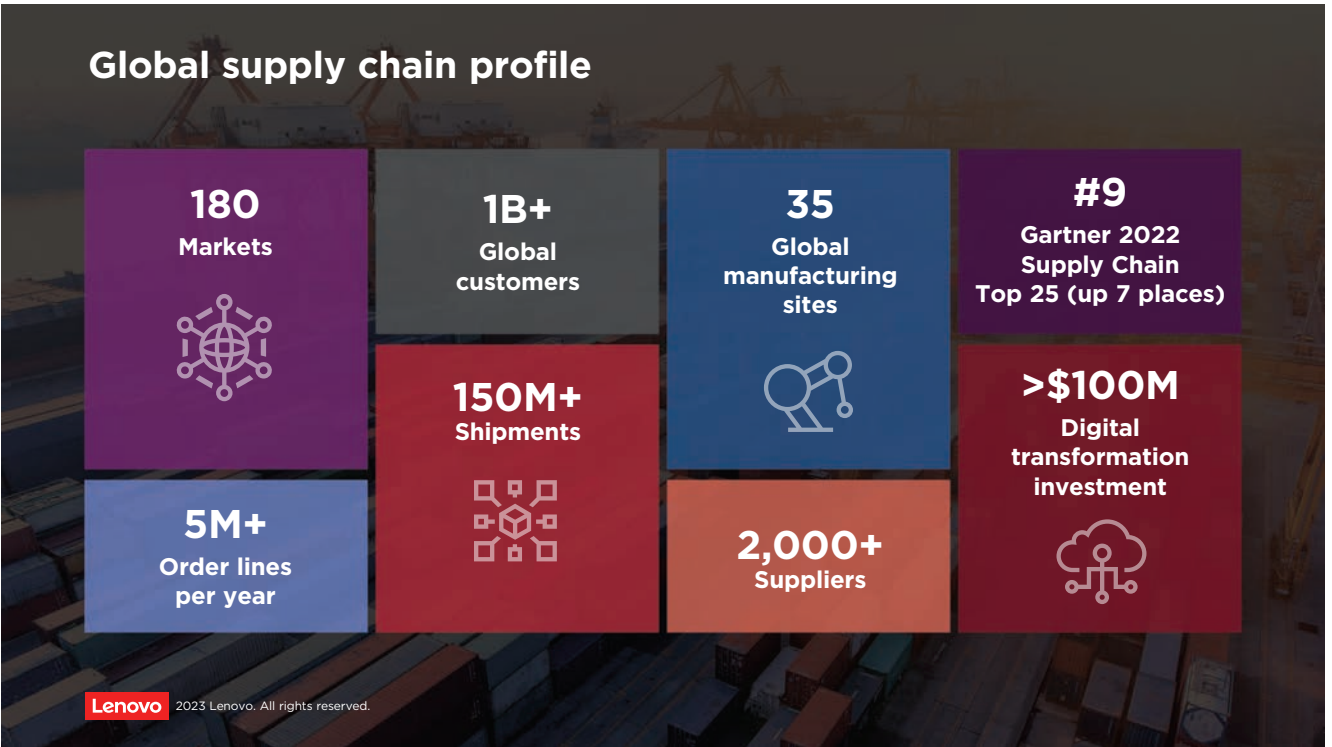 Global supply chain profile
180
Markets
1B+
Global
customers
35
Global
manufacturing
sites
#9
Gartner 2022
Supply Chain
Top 25 (up 7 places)
5M+
Order lines
per year
150M+
Shipments
2,000+
Suppliers
>$100M
Digital
transformation
investment
Lenovo 2023 Lenovo. All rights reserved.